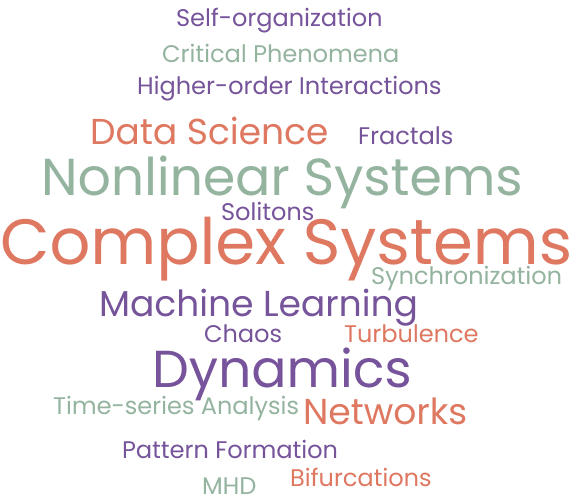 Self-organization
Critical Phenomena
Higher-order Interactions
Data Science
Fractals
Nonlinear Systems
Solitons
Complex Systems
Synchronization
Machine Learning
Chaos
Turbulence
Dynamics
Time-series Analysis
Networks
Pattern Formation
Bifurcations
MHD